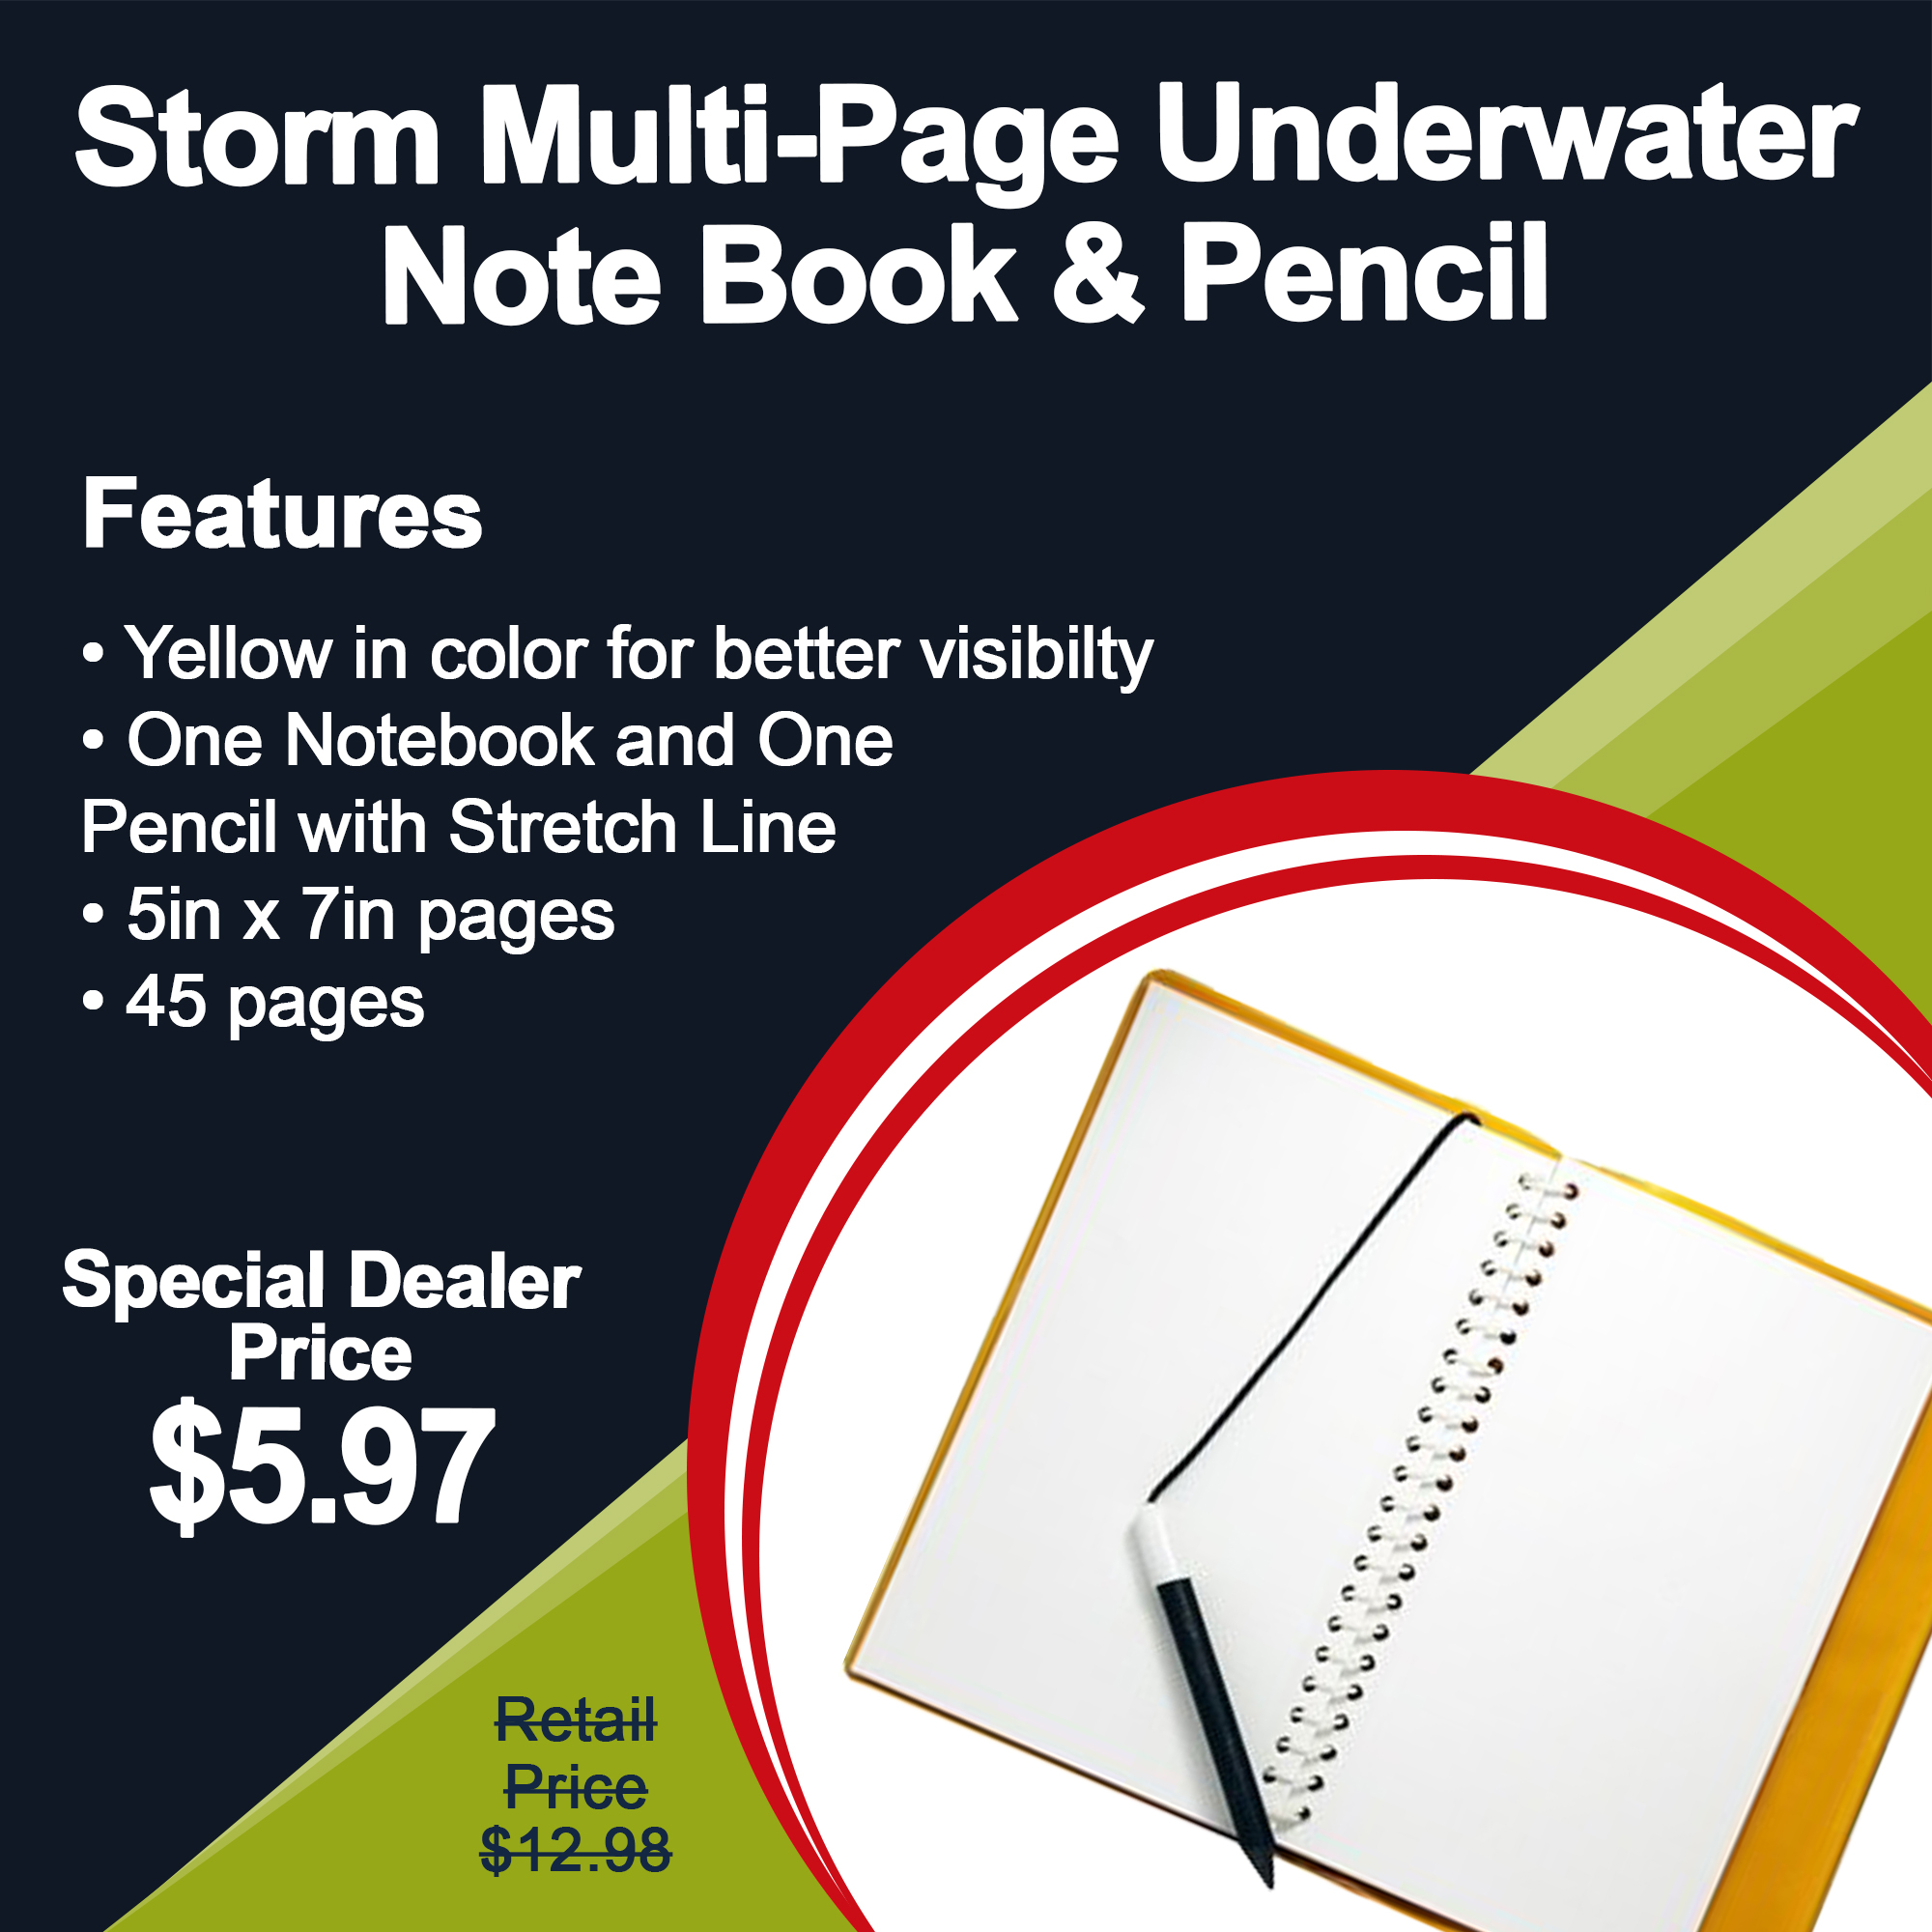 Storm Multi-Page Underwater
Note Book & Pencil
Features
• Yellow in color for better visibilty
• One Notebook and One
Pencil with Stretch Line
• 5in x 7in pages
• 45 pages
Special Dealer
Price
$5.97
Retail
Price
$12.98